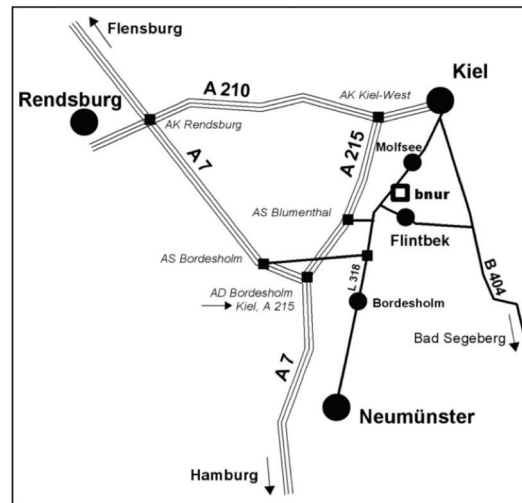 Flensburg
Kiel
A 210
AK Kiel-West
Rendsburg
AK Rendsburg
Molfsee
A 7
A 215
bnur
AS Blumenthal
Flintbek
AS Bordesholm
L 318
B 404
AD Bordesholm
Kiel, A 215
Bordesholm
Bad Segeberg
A 7
Neumünster
Hamburg